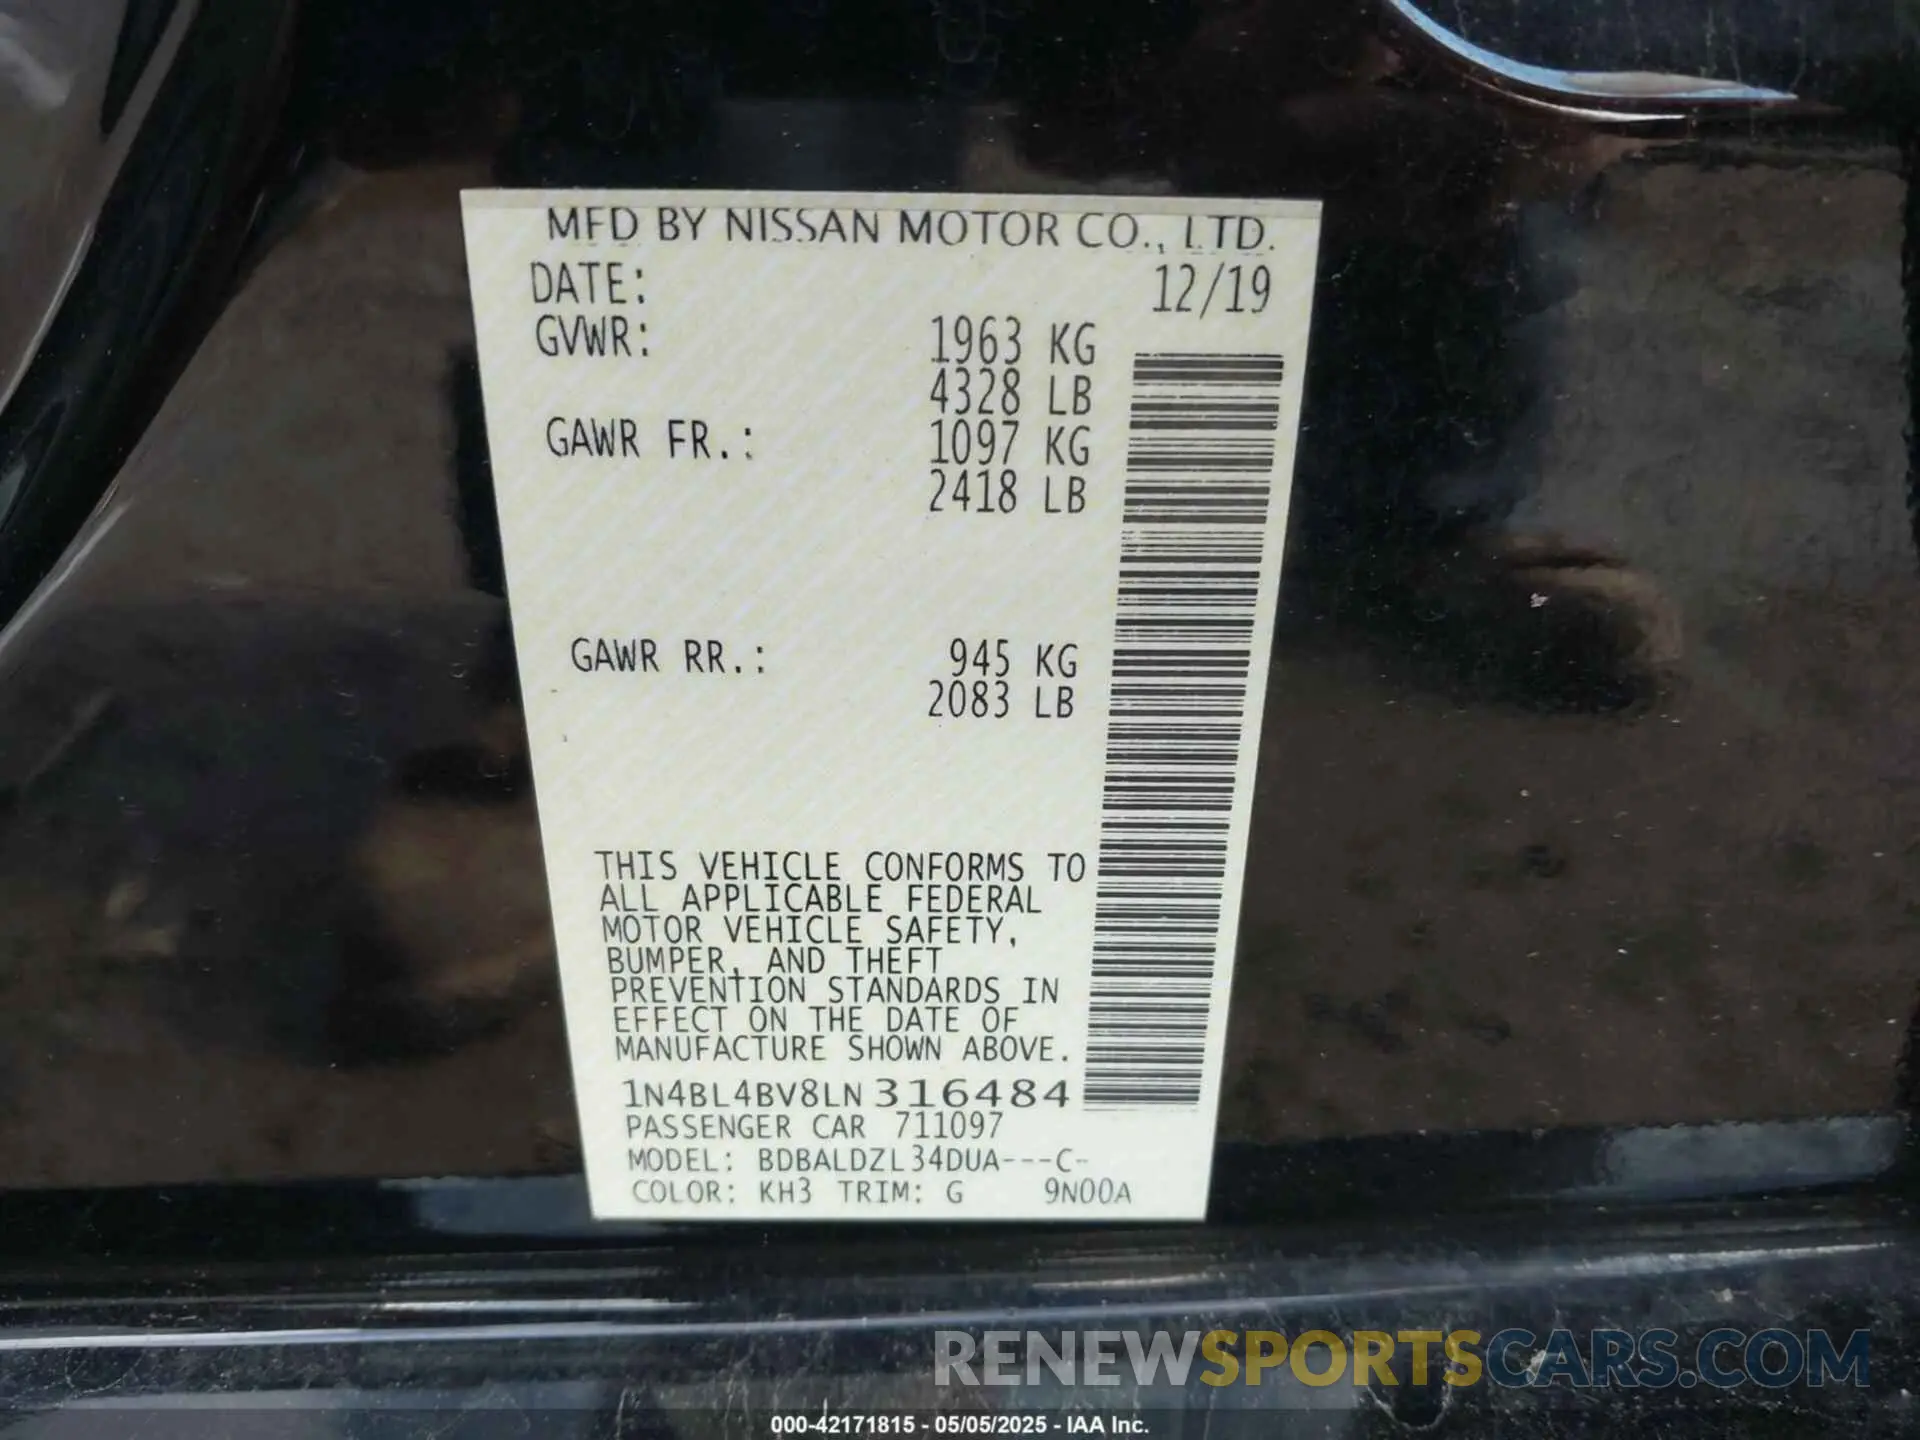 MFD BY NISSAN MOTOR CO., LTD.
DATE: 12/19
GVWR: 1963 KG
4328 LB
GAWR FR.: 1097 KG
2418 LB
GAWR RR.: 945 KG
2083 LB
THIS VEHICLE CONFORMS TO
ALL APPLICABLE FEDERAL
MOTOR VEHICLE SAFETY,
BUMPER, AND THEFT
PREVENTION STANDARDS IN
EFFECT ON THE DATE OF
MANUFACTURE SHOWN ABOVE.
1N4BL4BV8LN316484
PASSENGER CAR 711097
MODEL: BDBALDZL34DUA---C-
COLOR: KH3 TRIM: G 9N00A
RENEWSPORTSCARS.COM
000-42171815 - 05/05/2025 - IAA Inc.